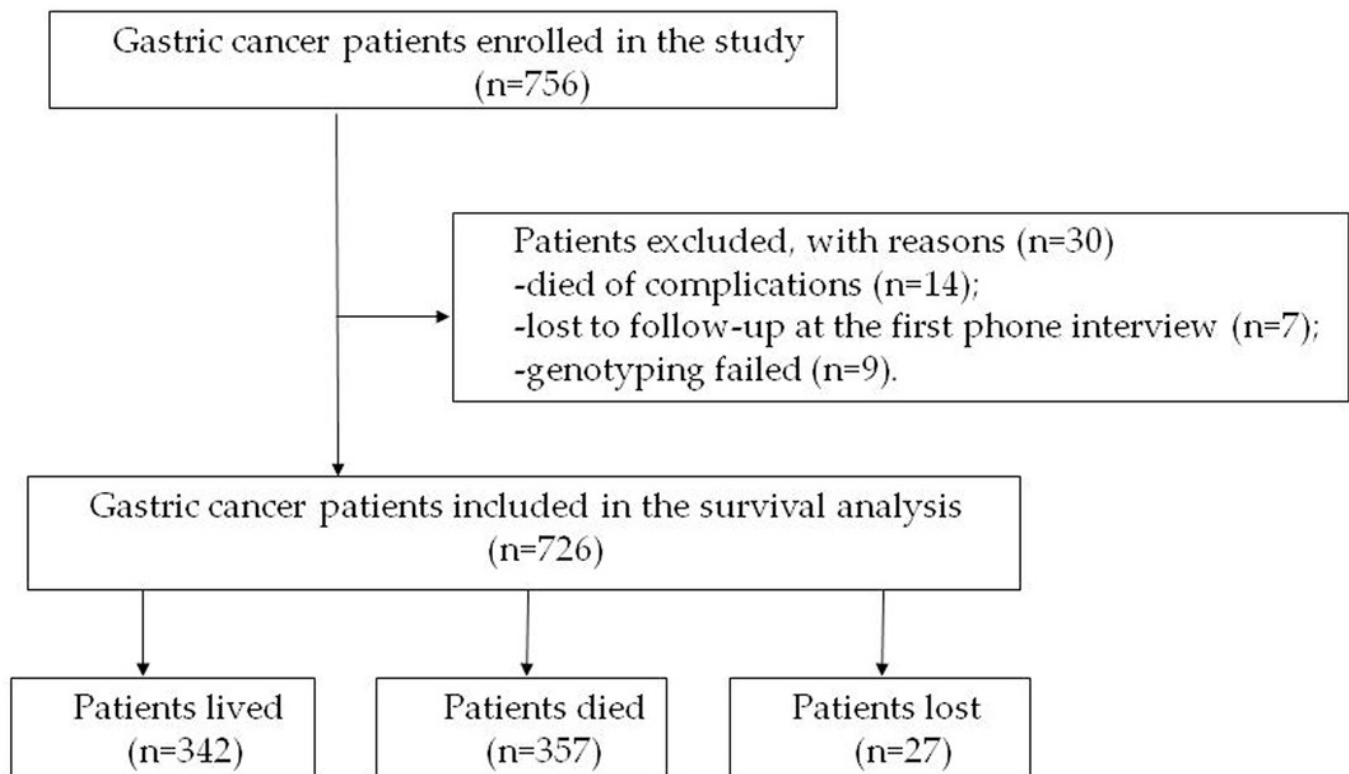 Gastric cancer patients enrolled in the study
(n=756)
Patients excluded, with reasons (n=30)
-died of complications (n=14);
-lost to follow-up at the first phone interview (n=7);
-genotyping failed (n=9).
Gastric cancer patients included in the survival analysis
(n=726)
Patients lived
(n=342)
Patients died
(n=357)
Patients lost
(n=27)